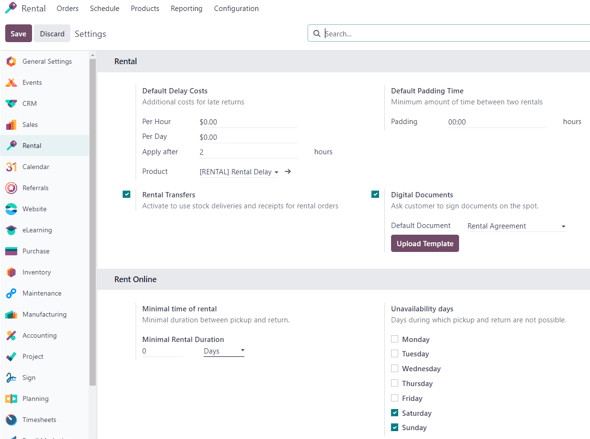 Rental Orders Schedule Products Reporting Configuration
Save Discard Settings Search...
General Settings
Events
CRM
Sales
Rental
Calendar
Referrals
Website
eLearning
Purchase
Inventory
Maintenance
Manufacturing
Accounting
Project
Sign
Planning
Timesheets
Rental
Default Delay Costs
Additional costs for late returns
Per Hour $0.00
Per Day $0.00
Apply after 2 hours
Product [RENTAL] Rental Delay
Default Padding Time
Minimum amount of time between two rentals
Padding 00:00 hours
Rental Transfers
Activate to use stock deliveries and receipts for rental orders
Digital Documents
Ask customer to sign documents on the spot.
Default Document Rental Agreement
Upload Template
Rent Online
Minimal time of rental
Minimal duration between pickup and return.
Minimal Rental Duration
0 Days
Unavailability days
Days during which pickup and return are not possible.
Monday
Tuesday
Wednesday
Thursday
Friday
Saturday
Sunday